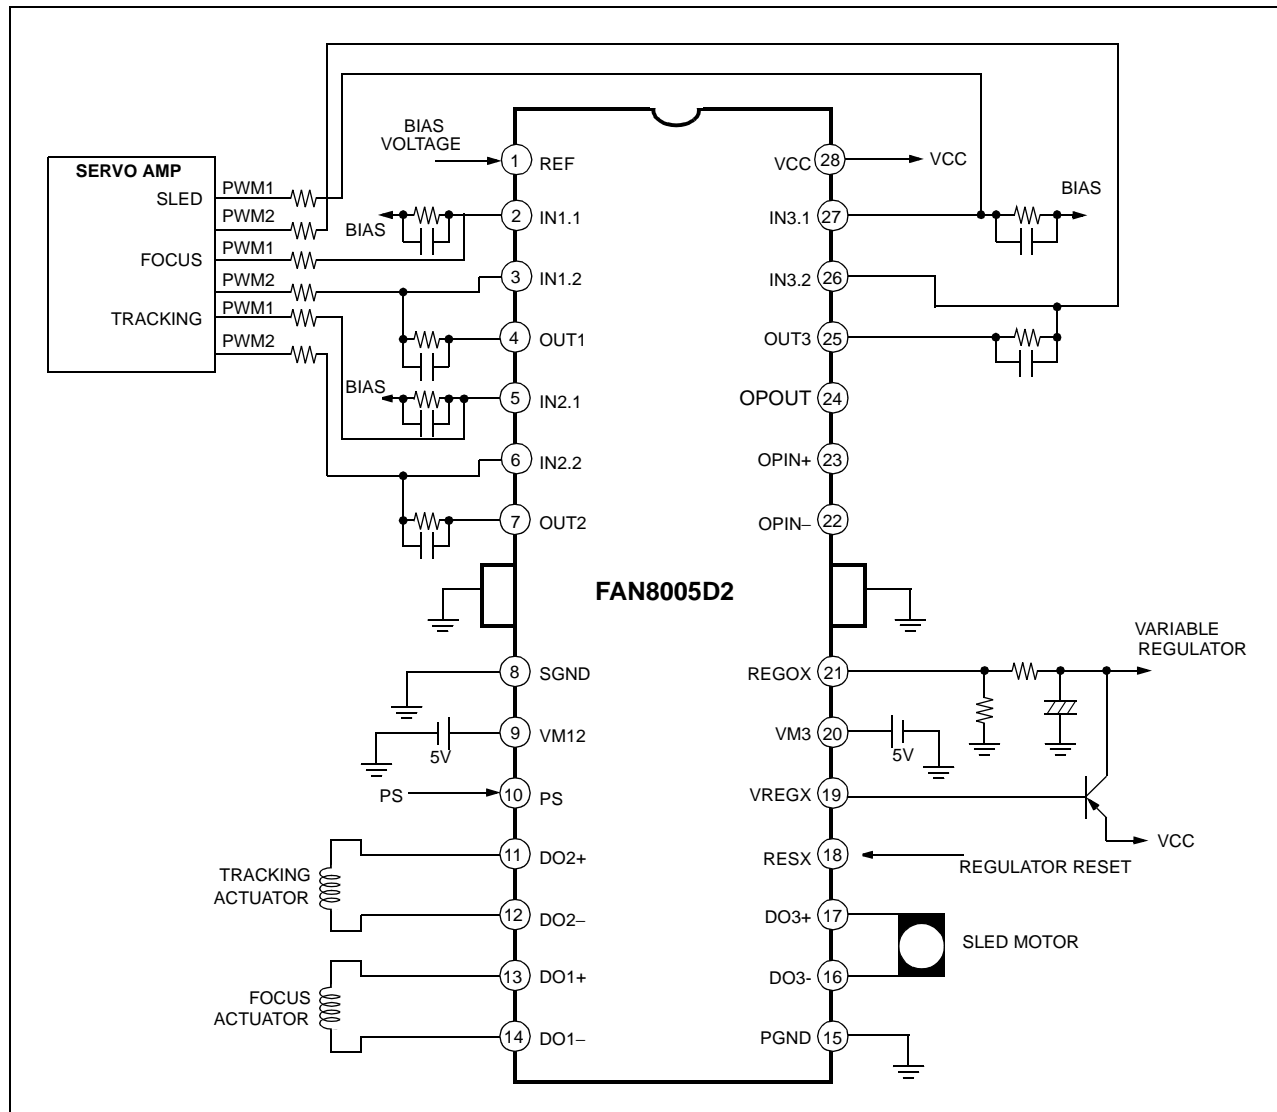 SERVO AMP
SLED
PWM1
PWM2
FOCUS
PWM1
PWM2
TRACKING
PWM1
PWM2
BIAS
VOLTAGE
BIAS
BIAS
1 REF
2 IN1.1
3 IN1.2
4 OUT1
5 IN2.1
6 IN2.2
7 OUT2
8 SGND
9 VM12
5V
10 PS
PS
11 DO2+
12 DO2–
13 DO1+
14 DO1–
TRACKING
ACTUATOR
FOCUS
ACTUATOR
FAN8005D2
VCC 28
VCC
IN3.1 27
BIAS
IN3.2 26
OUT3 25
OPOUT 24
OPIN+ 23
OPIN– 22
REGOX 21
VARIABLE
REGULATOR
VM3 20
5V
VREGX 19
VCC
RESX 18
REGULATOR RESET
DO3+ 17
SLED MOTOR
DO3- 16
PGND 15